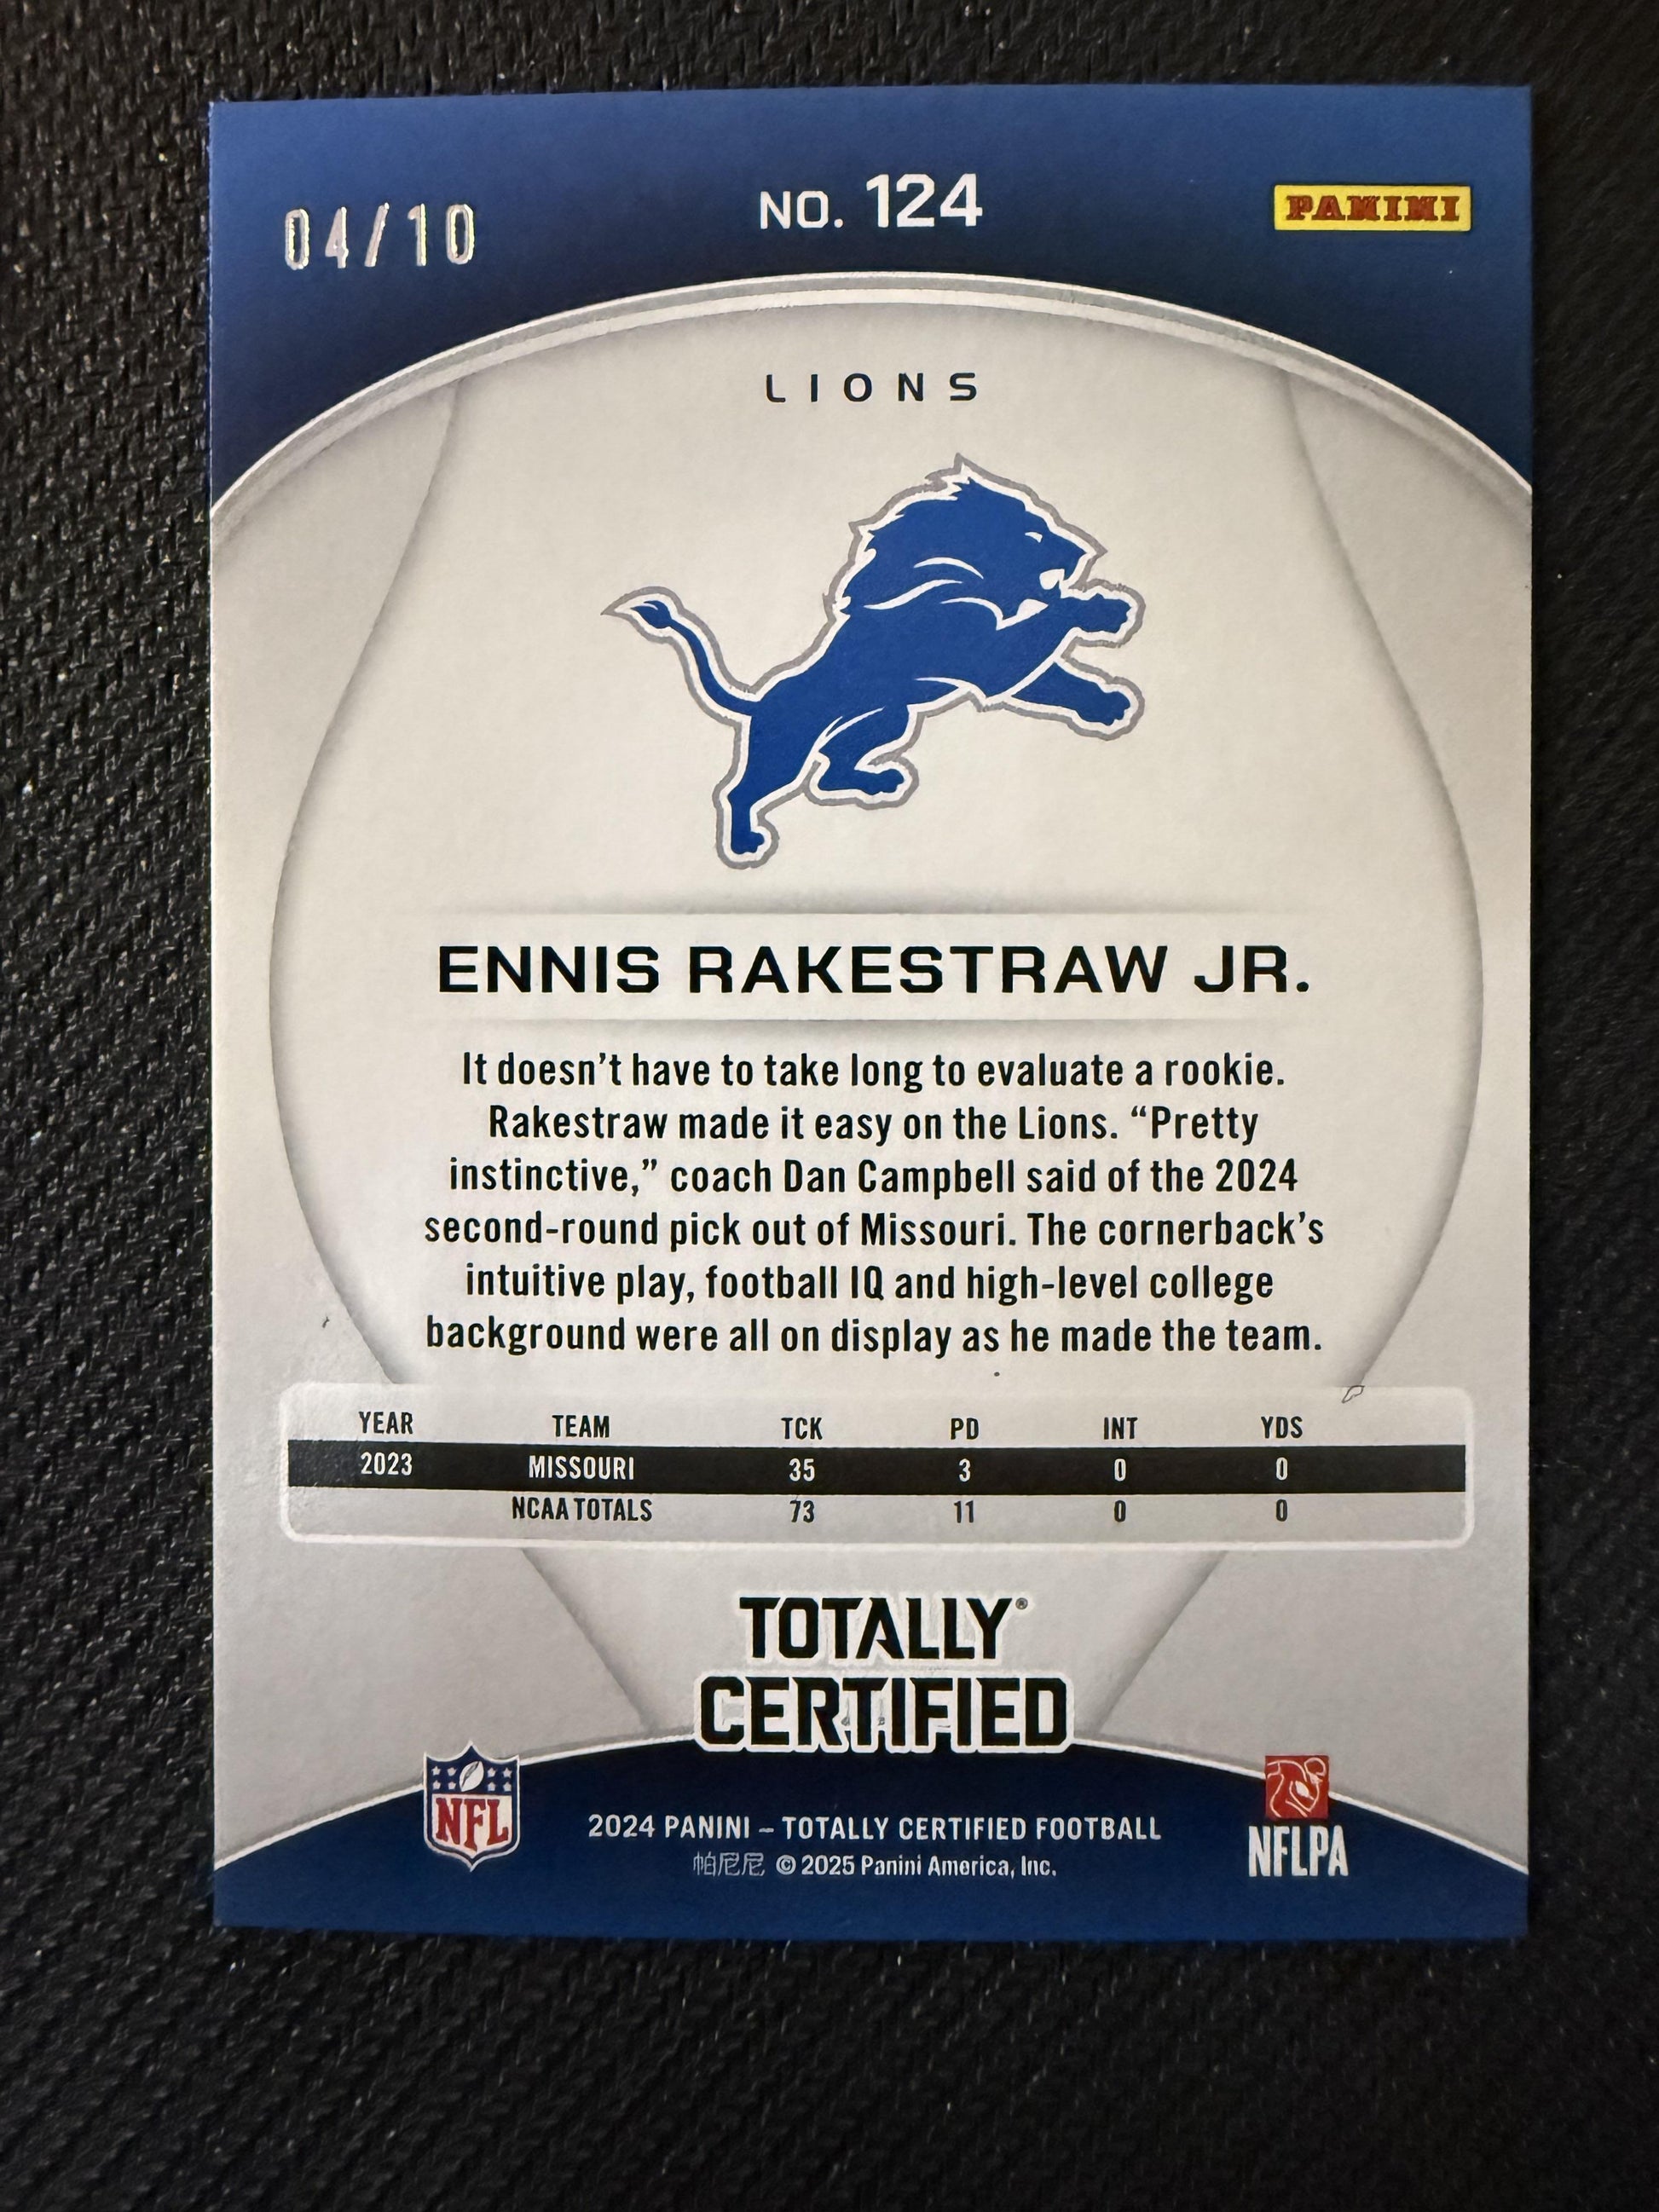 04/10
NO. 124
PANINI
LIONS
ENNIS RAKESTRAW JR.
It doesn't have to take long to evaluate a rookie.
Rakestraw made it easy on the Lions. “Pretty
instinctive,” coach Dan Campbell said of the 2024
second-round pick out of Missouri. The cornerback's
intuitive play, football IQ and high-level college
background were all on display as he made the team.
YEAR TEAM TCK PD INT YDS
2023 MISSOURI 35 3 0 0
NCAA TOTALS 73 11 0 0
TOTALLY®
CERTIFIED
NFL
2024 PANINI – TOTALLY CERTIFIED FOOTBALL
帕尼尼 © 2025 Panini America, Inc.
NFLPA